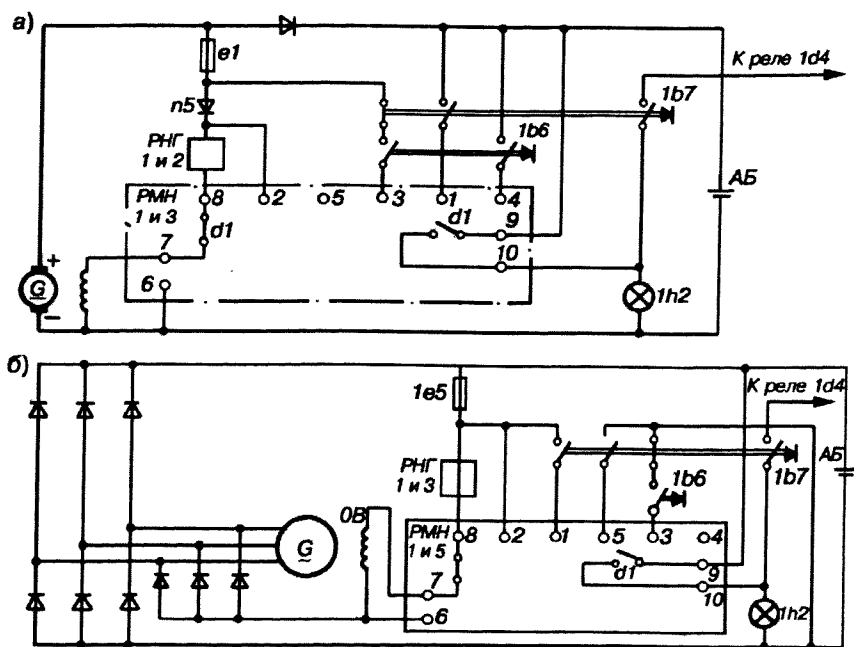 а)
e1
К реле 1d4
n5
1b7
1b6
РНГ
1 и 2
АБ
РМН
1 и 3
8
2
5
3
1
4
d1
d1
9
7
10
6
+
G
−
1h2
б)
1e5
К реле 1d4
РНГ
1 и 3
1b6
1b7
АБ
ОВ
G
РМН
1 и 5
8
2
1
5
3
4
d1
9
7
10
6
1h2